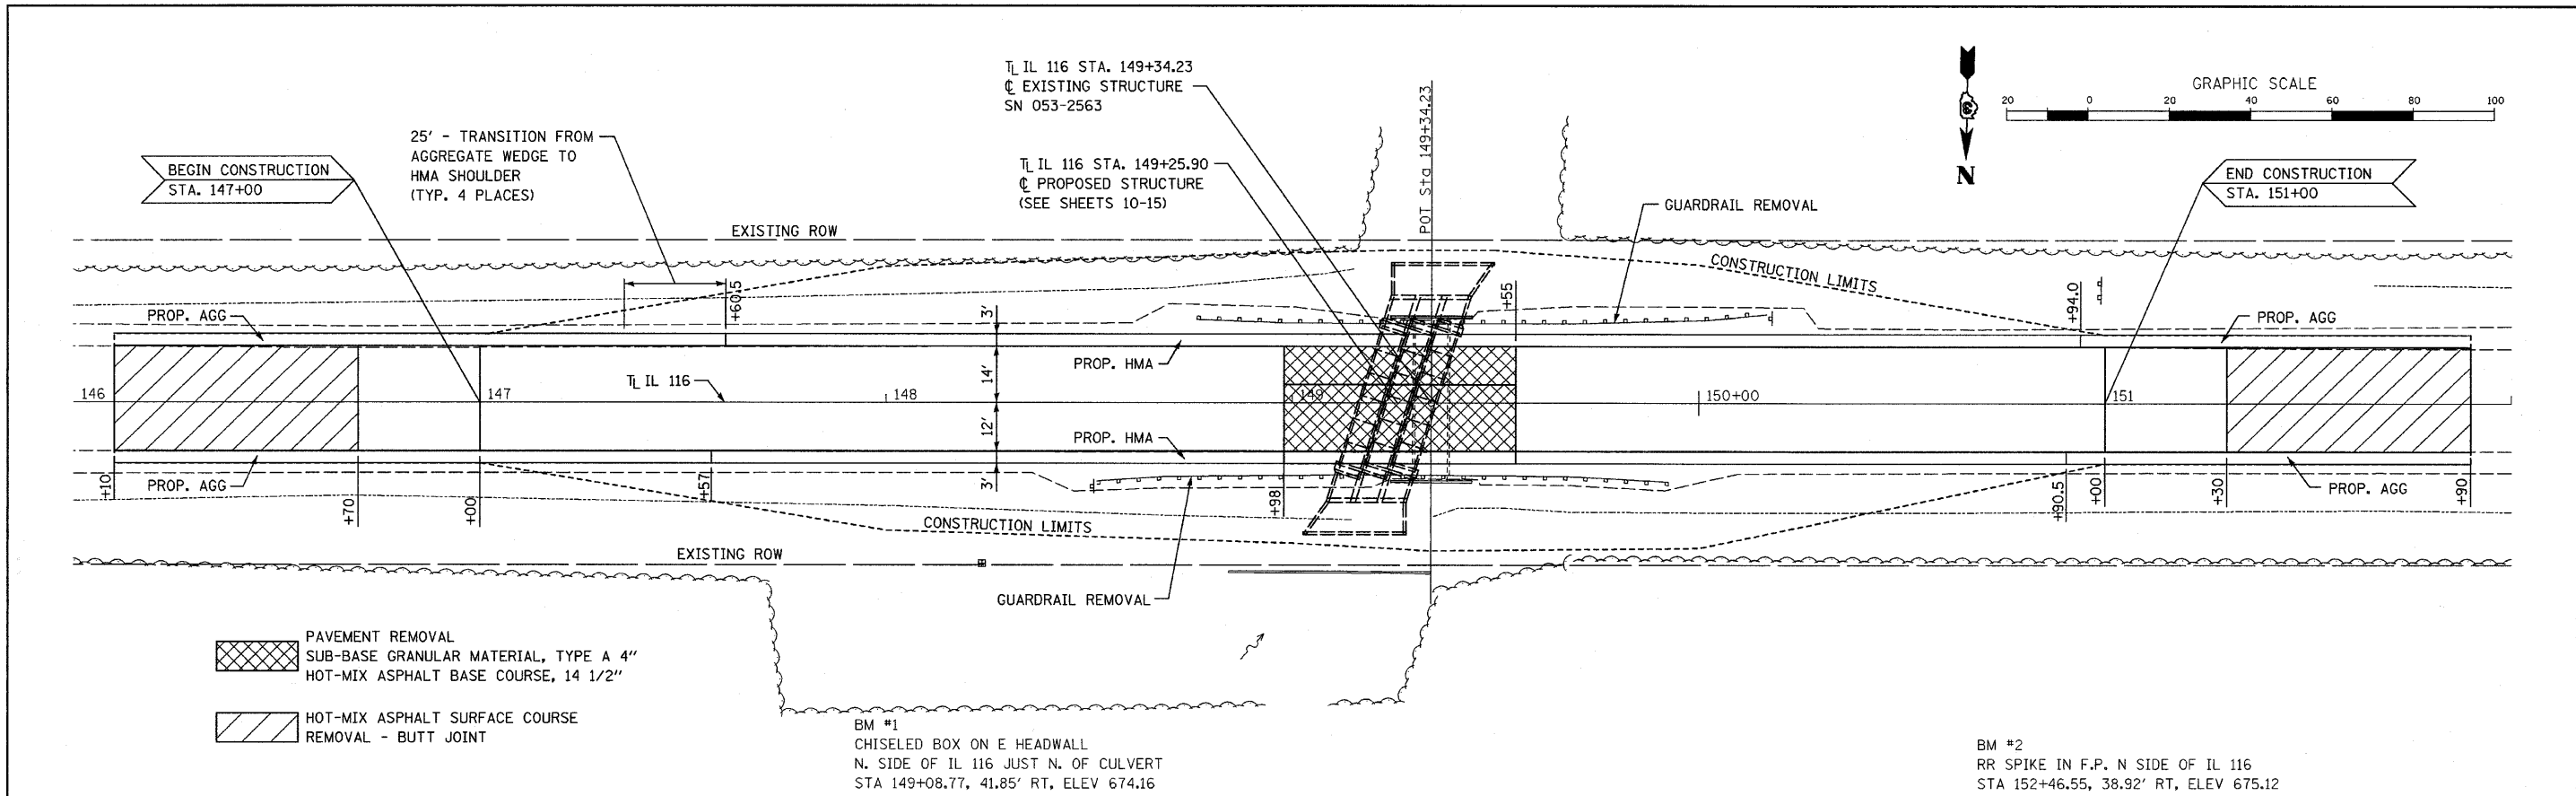 TL IL 116 STA. 149+34.23
CL EXISTING STRUCTURE
SN 053-2563
25' - TRANSITION FROM
AGGREGATE WEDGE TO
HMA SHOULDER
(TYP. 4 PLACES)
BEGIN CONSTRUCTION
STA. 147+00
TL IL 116 STA. 149+25.90
CL PROPOSED STRUCTURE
(SEE SHEETS 10-15)
POT Sta 149+34.23
N
GRAPHIC SCALE
20 0 20 40 60 80 100
END CONSTRUCTION
STA. 151+00
GUARDRAIL REMOVAL
EXISTING ROW
CONSTRUCTION LIMITS
+60.5
+55
+94.0
PROP. AGG
3'
PROP. AGG
PROP. HMA
14'
TL IL 116
146
147
148
149
150+00
151
12'
PROP. HMA
3'
PROP. AGG
PROP. AGG
+10
+70
+00
+57
+98
+90.5
+00
+30
+90
CONSTRUCTION LIMITS
EXISTING ROW
GUARDRAIL REMOVAL
PAVEMENT REMOVAL
SUB-BASE GRANULAR MATERIAL, TYPE A 4"
HOT-MIX ASPHALT BASE COURSE, 14 1/2"
HOT-MIX ASPHALT SURFACE COURSE
REMOVAL - BUTT JOINT
BM #1
CHISELED BOX ON E HEADWALL
N. SIDE OF IL 116 JUST N. OF CULVERT
STA 149+08.77, 41.85' RT, ELEV 674.16
BM #2
RR SPIKE IN F.P. N SIDE OF IL 116
STA 152+46.55, 38.92' RT, ELEV 675.12